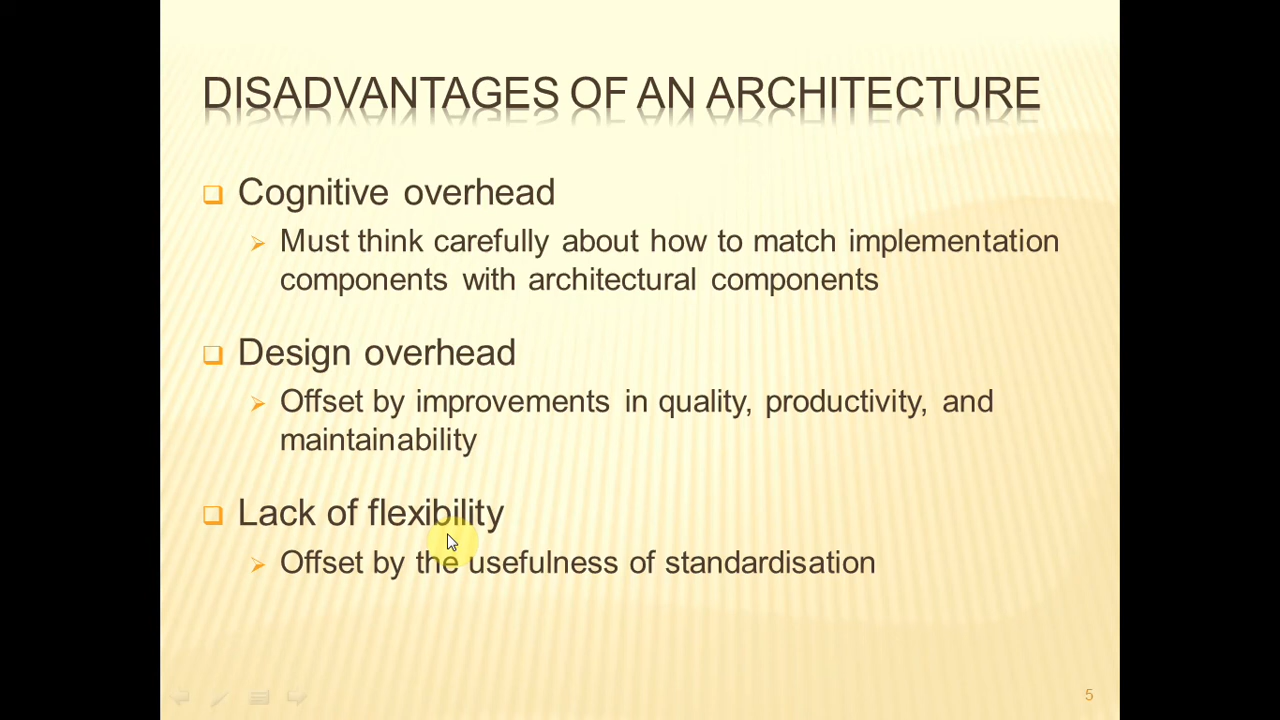 DISADVANTAGES OF AN ARCHITECTURE
Cognitive overhead
Must think carefully about how to match implementation
components with architectural components
Design overhead
Offset by improvements in quality, productivity, and
maintainability
Lack of flexibility
Offset by the usefulness of standardisation
5